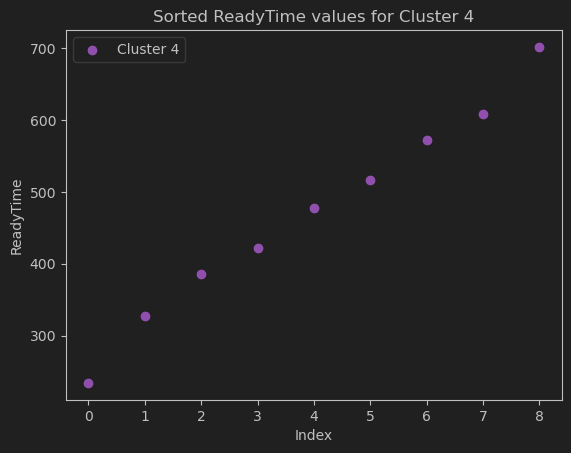 Sorted ReadyTime values for Cluster 4
Cluster 4
700
600
500
400
300
ReadyTime
0 1 2 3 4 5 6 7 8
Index